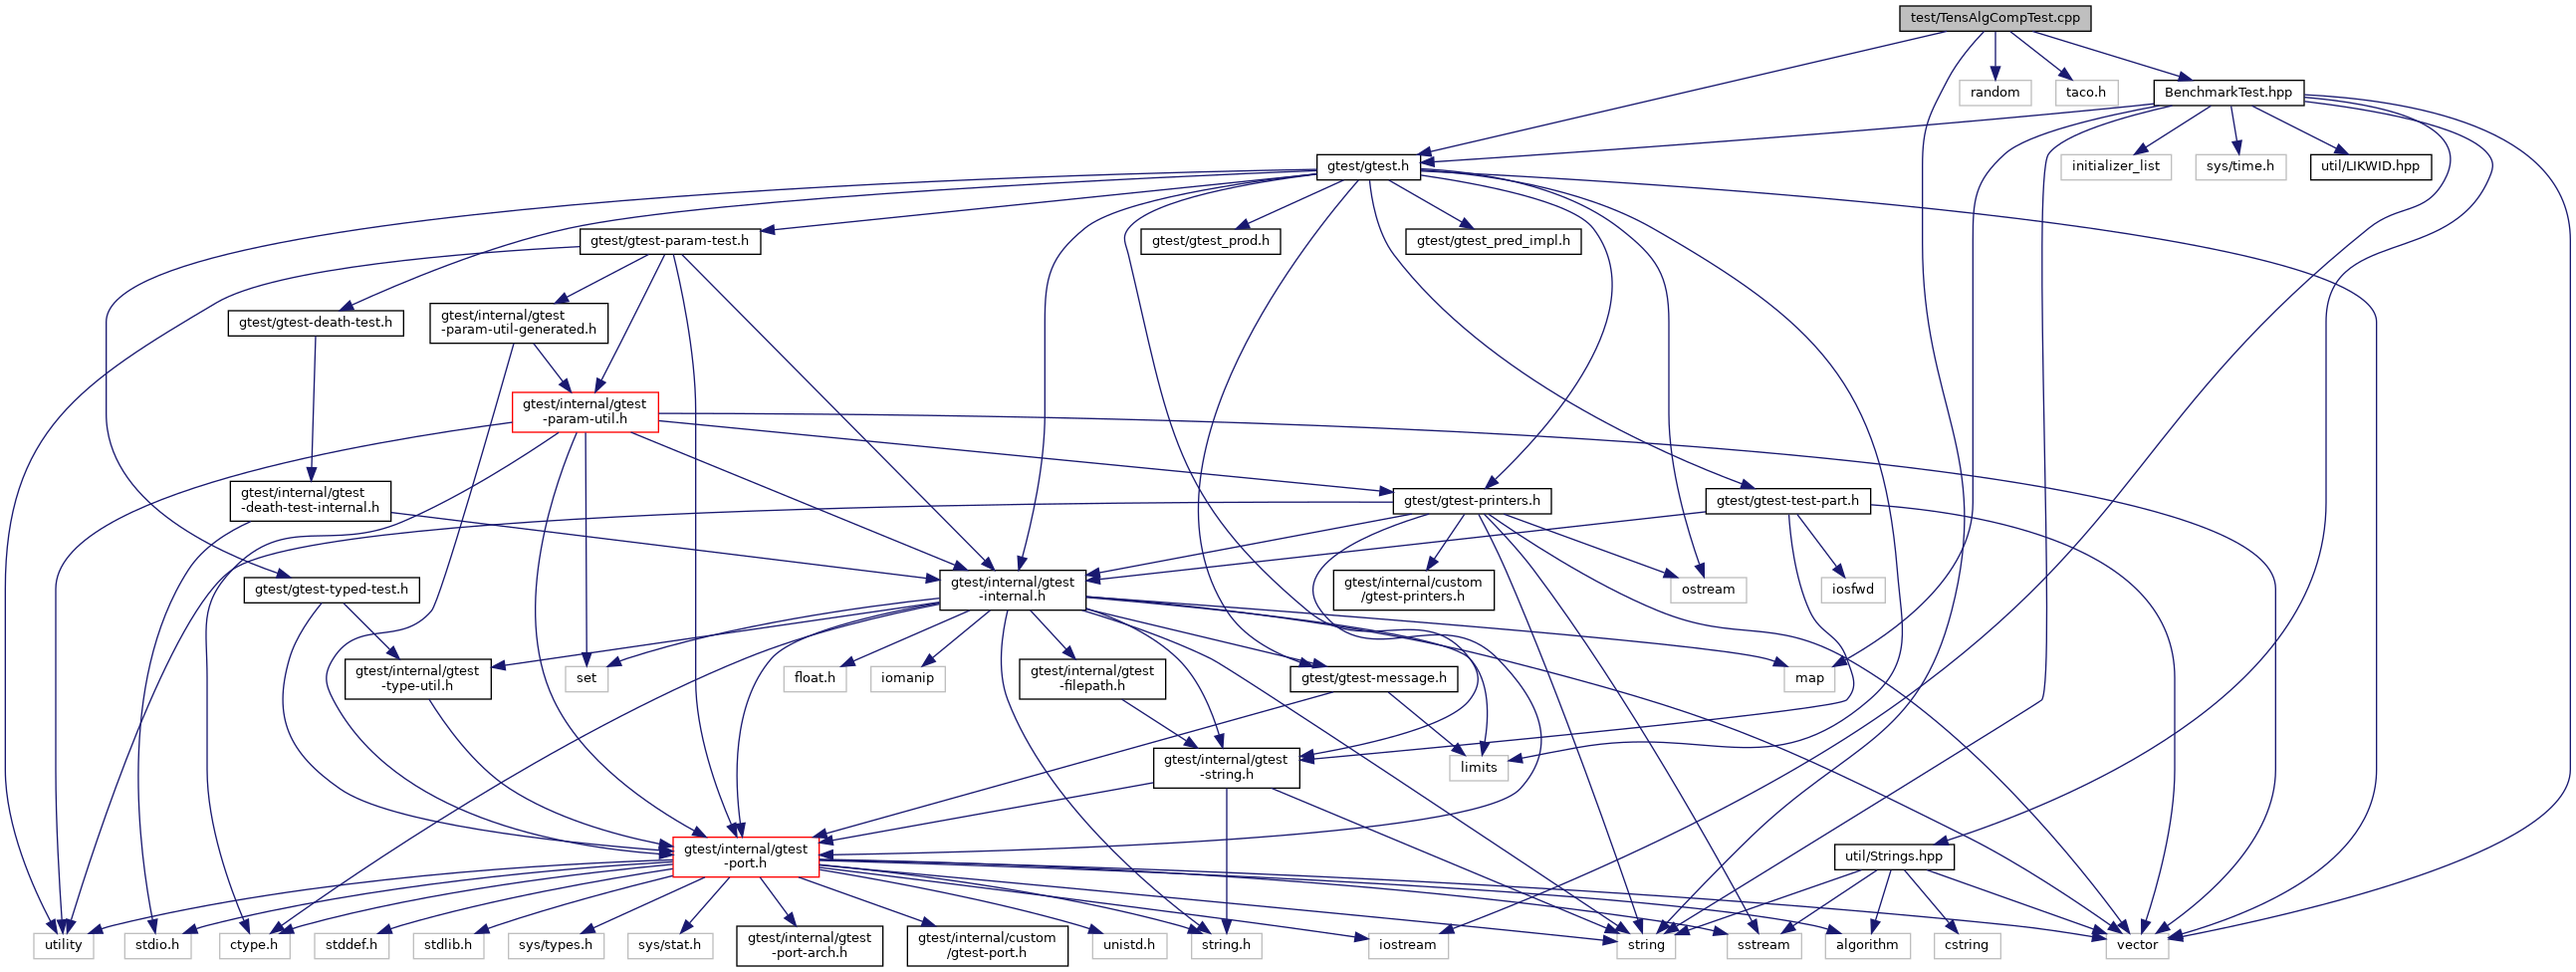 test/TensAlgCompTest.cpp
random
taco.h
BenchmarkTest.hpp
gtest/gtest.h
initializer_list
sys/time.h
util/LIKWID.hpp
gtest/gtest-param-test.h
gtest/gtest_prod.h
gtest/gtest_pred_impl.h
gtest/gtest-death-test.h
gtest/internal/gtest
-param-util-generated.h
gtest/internal/gtest
-param-util.h
gtest/internal/gtest
-death-test-internal.h
gtest/gtest-printers.h
gtest/gtest-test-part.h
gtest/gtest-typed-test.h
gtest/internal/gtest
-internal.h
gtest/internal/custom
/gtest-printers.h
ostream
iosfwd
gtest/internal/gtest
-type-util.h
set
float.h
iomanip
gtest/internal/gtest
-filepath.h
gtest/gtest-message.h
map
gtest/internal/gtest
-string.h
limits
gtest/internal/gtest
-port.h
util/Strings.hpp
utility
stdio.h
ctype.h
stddef.h
stdlib.h
sys/types.h
sys/stat.h
gtest/internal/gtest
-port-arch.h
gtest/internal/custom
/gtest-port.h
unistd.h
string.h
iostream
string
sstream
algorithm
cstring
vector